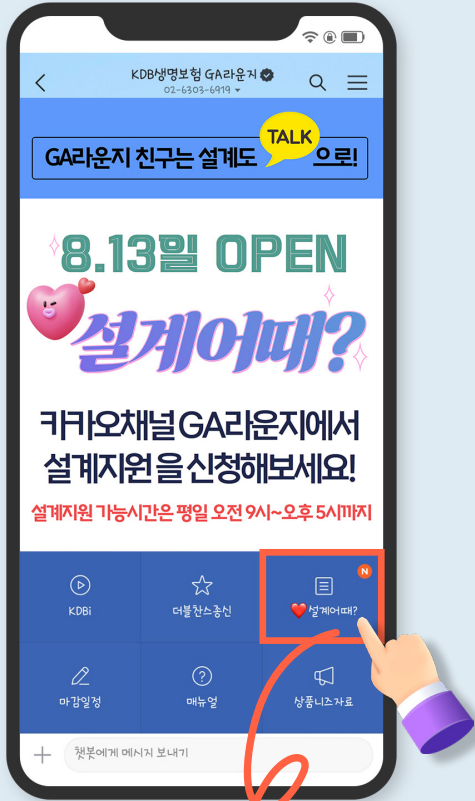 KDB생명보험 GA라운지
02-6303-6919
GA라운지 친구는 설계도 TALK 으로!
8.13일 OPEN
설계어때?
카카오채널 GA라운지에서
설계지원을 신청해보세요!
설계지원 가능시간은 평일 오전 9시~오후 5시까지
N
KDBi
더블찬스종신
설계어때?
마감일정
매뉴얼
상품니즈자료
챗봇에게 메시지 보내기